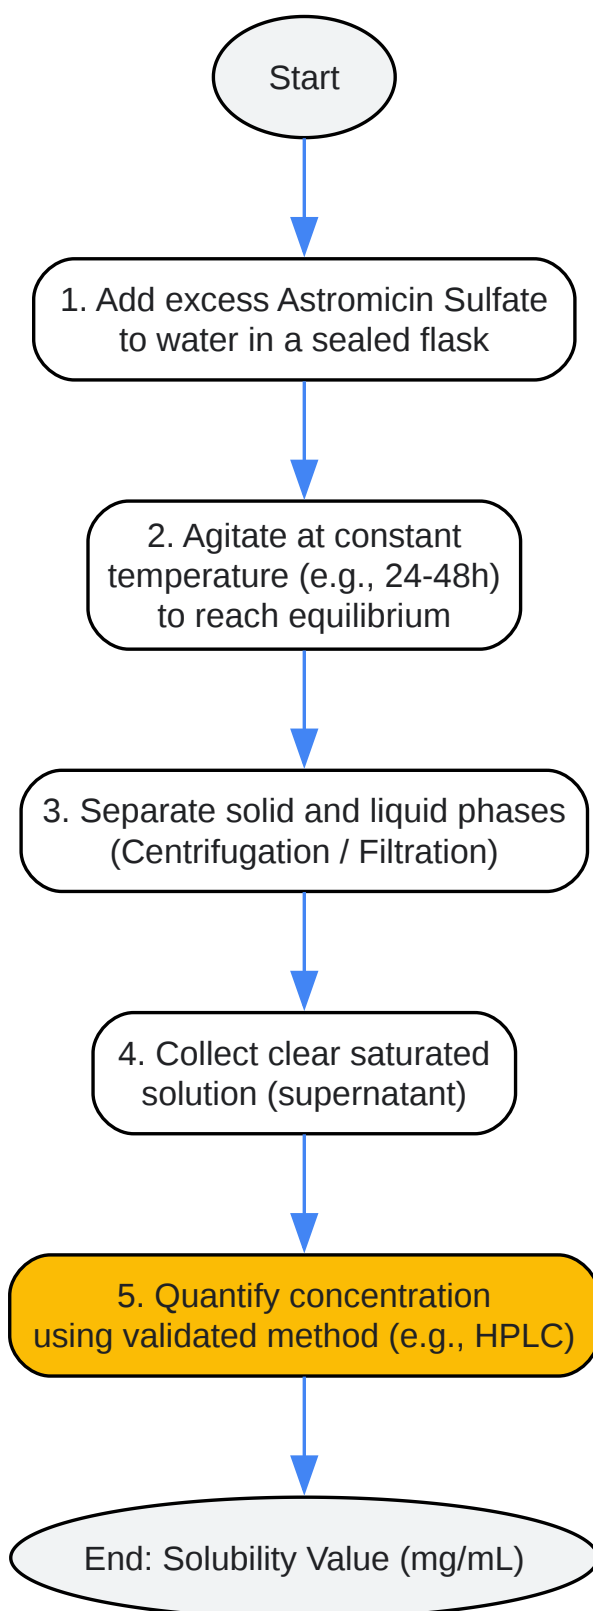 Start
1. Add excess Astromicin Sulfate
to water in a sealed flask
2. Agitate at constant
temperature (e.g., 24-48h)
to reach equilibrium
3. Separate solid and liquid phases
(Centrifugation / Filtration)
4. Collect clear saturated
solution (supernatant)
5. Quantify concentration
using validated method (e.g., HPLC)
End: Solubility Value (mg/mL)